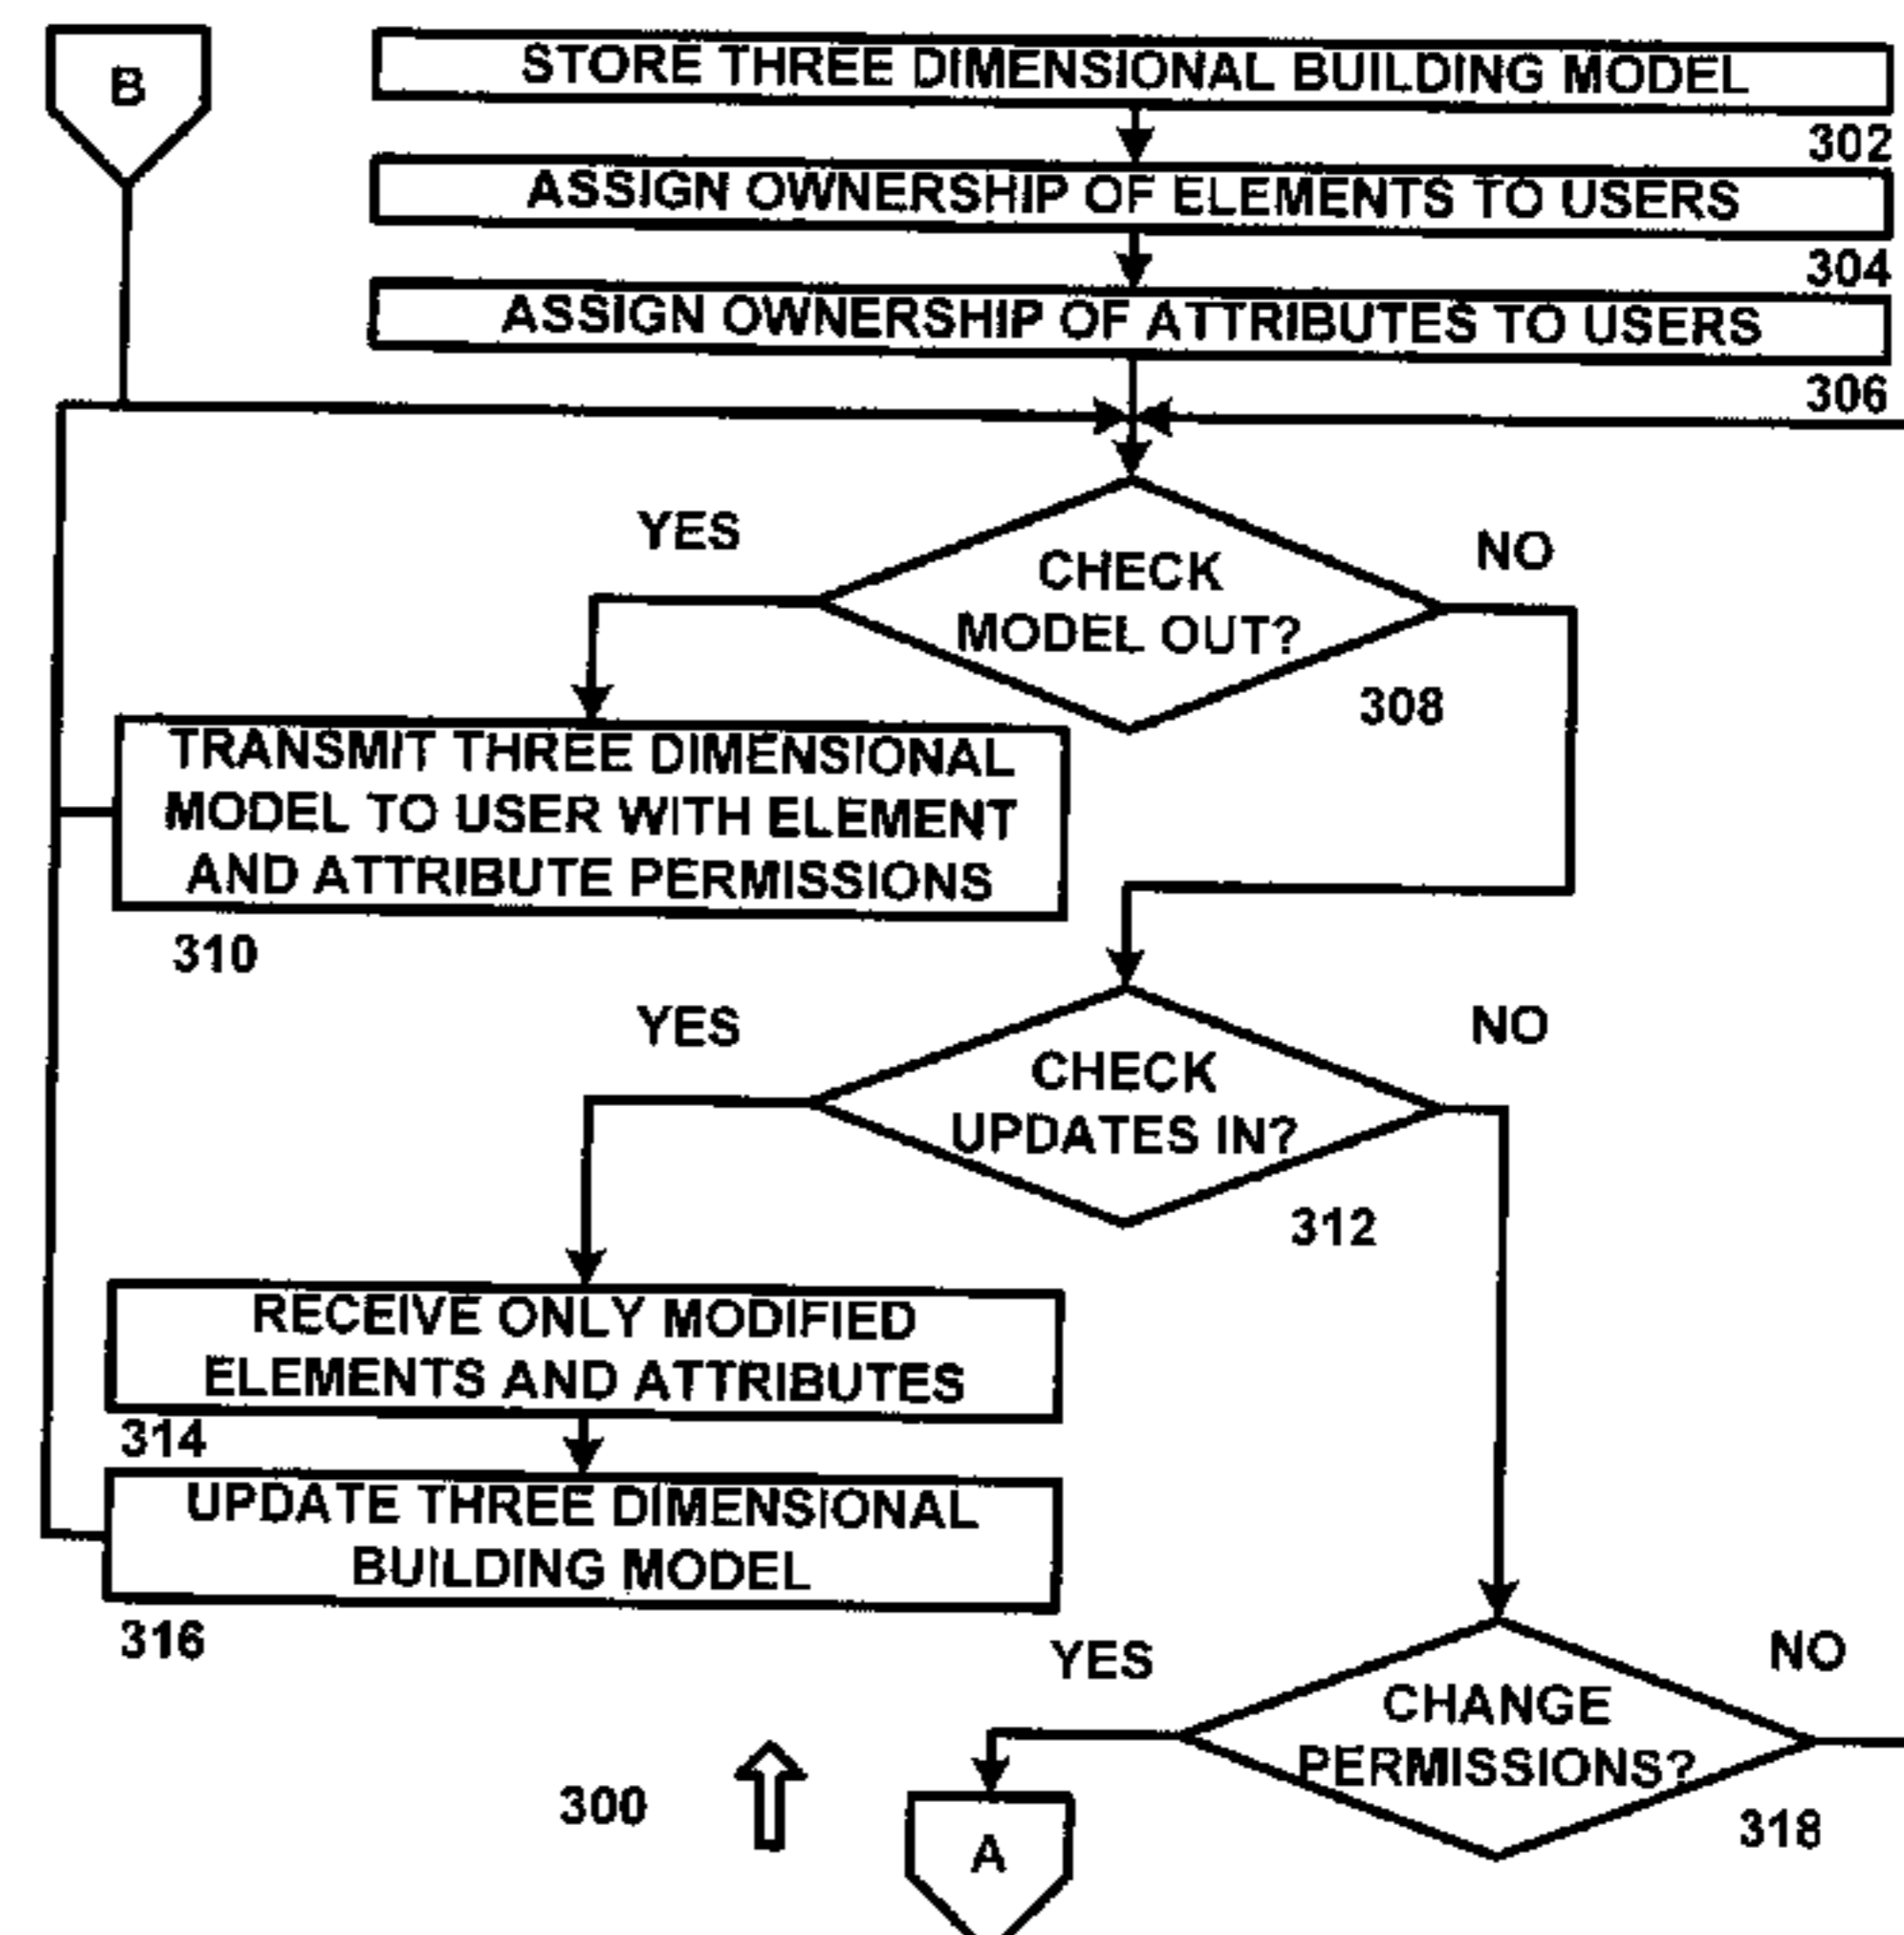 B
STORE THREE DIMENSIONAL BUILDING MODEL
302
ASSIGN OWNERSHIP OF ELEMENTS TO USERS
304
ASSIGN OWNERSHIP OF ATTRIBUTES TO USERS
306
YES
NO
CHECK
MODEL OUT?
308
TRANSMIT THREE DIMENSIONAL
MODEL TO USER WITH ELEMENT
AND ATTRIBUTE PERMISSIONS
310
YES
NO
CHECK
UPDATES IN?
312
RECEIVE ONLY MODIFIED
ELEMENTS AND ATTRIBUTES
314
UPDATE THREE DIMENSIONAL
BUILDING MODEL
316
YES
NO
CHANGE
PERMISSIONS?
318
300
A